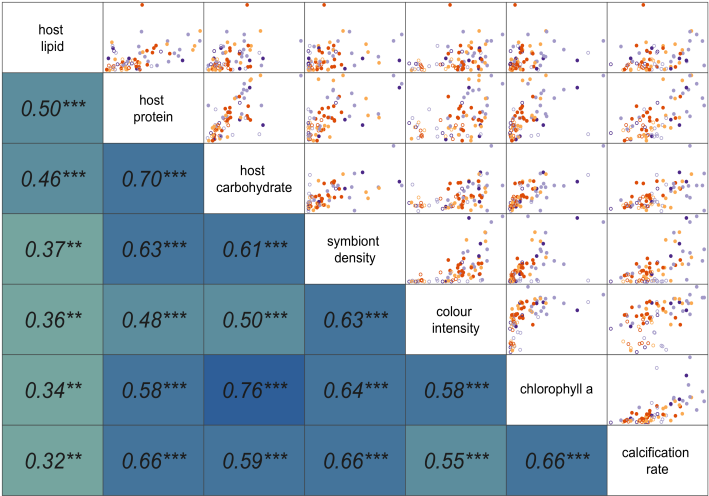 host
lipid
0.50***
host
protein
0.46***
0.70***
host
carbohydrate
0.37**
0.63***
0.61***
symbiont
density
0.36**
0.48***
0.50***
0.63***
colour
intensity
0.34**
0.58***
0.76***
0.64***
0.58***
chlorophyll a
0.32**
0.66***
0.59***
0.66***
0.55***
0.66***
calcification
rate